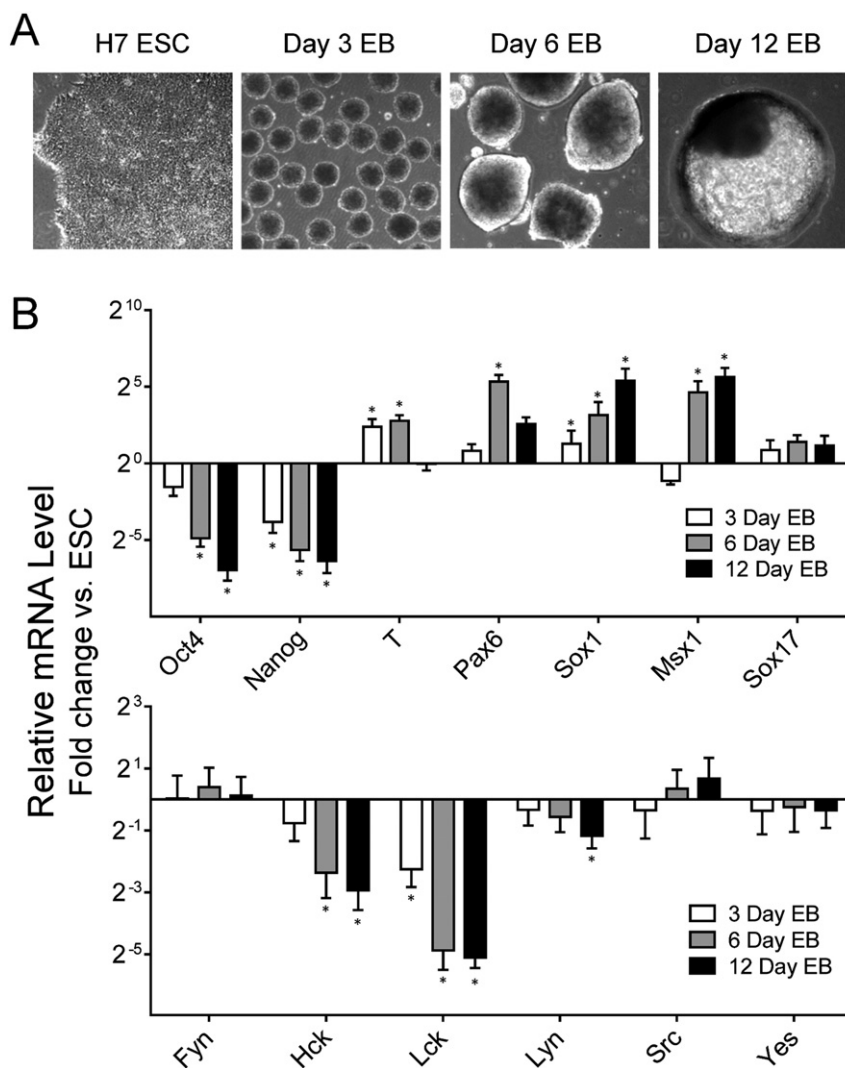 A
H7 ESC Day 3 EB Day 6 EB Day 12 EB
B
Relative mRNA Level
Fold change vs. ESC
2^10
2^5
2^0
2^-5
* * * * * * * * * * * * * *
3 Day EB
6 Day EB
12 Day EB
Oct4 Nanog T Pax6 Sox1 Msx1 Sox17
2^3
2^1
2^-1
2^-3
2^-5
* * * * * *
3 Day EB
6 Day EB
12 Day EB
Fyn Hck Lck Lyn Src Yes